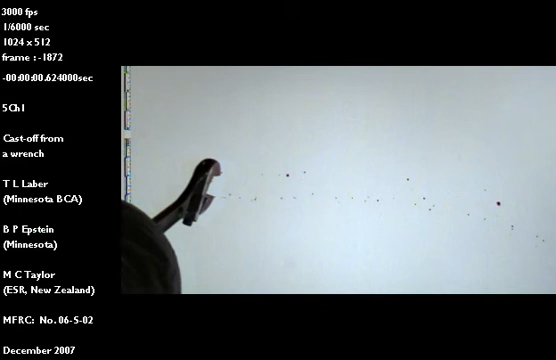 3000 fps
1/6000 sec
1024 x 512
frame : -1872
-00:00:00.624000sec
5Ch1
Cast-off from
a wrench
T L Laber
(Minnesota BCA)
B P Epstein
(Minnesota)
M C Taylor
(ESR, New Zealand)
MFRC: No. 06-5-02
December 2007